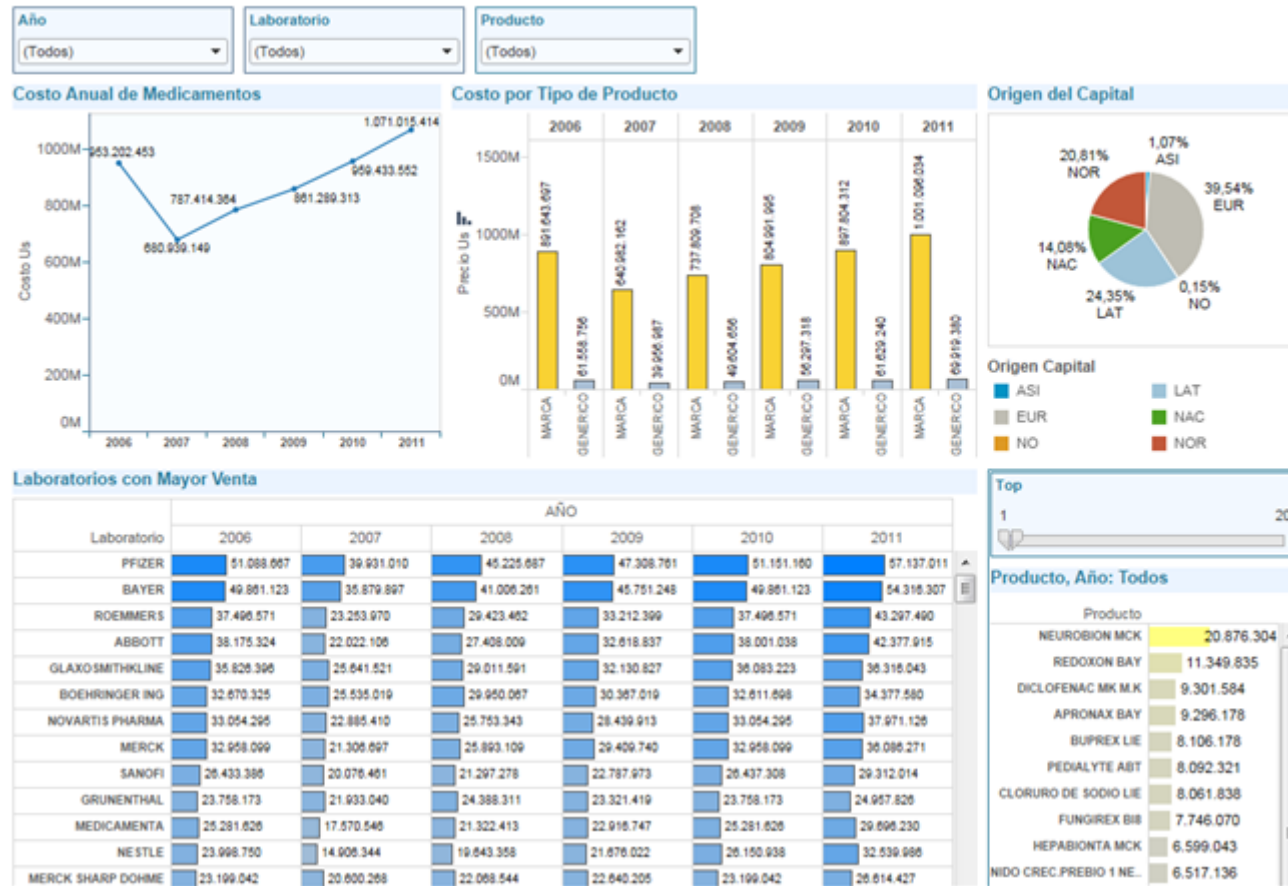 Año
Laboratorio
Producto
(Todos)
(Todos)
(Todos)
Costo Anual de Medicamentos
Costo Us
1000M
800M
600M
400M
200M
0M
953.202.453
680.939.149
787.414.364
861.289.313
959.433.552
1.071.015.414
2006 2007 2008 2009 2010 2011
Costo por Tipo de Producto
2006 2007 2008 2009 2010 2011
Precio Us
1500M
1000M
500M
0M
891.643.697
61.558.756
640.982.162
39.956.987
737.809.708
49.604.656
804.991.995
56.297.318
897.804.312
61.629.240
1.001.096.034
69.919.380
MARCA GENERICO MARCA GENERICO MARCA GENERICO MARCA GENERICO MARCA GENERICO MARCA GENERICO
Origen del Capital
1,07%
ASI
39,54%
EUR
0,15%
NO
24,35%
LAT
14,08%
NAC
20,81%
NOR
Origen Capital
ASI LAT
EUR NAC
NO NOR
Laboratorios con Mayor Venta
AÑO
Laboratorio 2006 2007 2008 2009 2010 2011
PFIZER 51.088.667 39.931.010 45.225.687 47.308.761 51.151.160 57.137.011
BAYER 49.861.123 35.879.897 41.006.261 45.751.248 49.861.123 54.316.307
ROEMMERS 37.496.571 23.253.970 29.423.462 33.212.399 37.496.571 43.297.490
ABBOTT 38.175.324 22.022.106 27.408.009 32.618.837 38.001.038 42.377.915
GLAXOSMITHKLINE 35.826.396 25.641.521 29.011.591 32.130.827 36.083.223 36.316.043
BOEHRINGER ING 32.670.325 25.535.019 29.950.067 30.367.019 32.611.698 34.377.580
NOVARTIS PHARMA 33.054.295 22.885.410 25.753.343 28.439.913 33.054.295 37.971.126
MERCK 32.958.099 21.306.697 25.893.109 29.409.740 32.958.099 36.086.271
SANOFI 26.433.386 20.076.461 21.297.278 22.787.973 26.437.308 29.312.014
GRUNENTHAL 23.758.173 21.933.040 24.388.311 23.321.419 23.758.173 24.957.826
MEDICAMENTA 25.281.626 17.570.546 21.322.413 22.916.747 25.281.626 29.696.230
NESTLE 23.998.750 14.906.344 19.643.358 21.676.022 26.150.938 32.539.986
MERCK SHARP DOHME 23.199.042 20.600.268 22.068.544 22.640.205 23.199.042 26.614.427
Top
1 20
Producto, Año: Todos
Producto
NEUROBION MCK 20.876.304
REDOXON BAY 11.349.835
DICLOFENAC MK M.K 9.301.584
APRONAX BAY 9.296.178
BUPREX LIE 8.106.178
PEDIALYTE ABT 8.092.321
CLORURO DE SODIO LIE 8.061.838
FUNGIREX BI8 7.746.070
HEPABIONTA MCK 6.599.043
NIDO CREC.PREBIO 1 NE.. 6.517.136